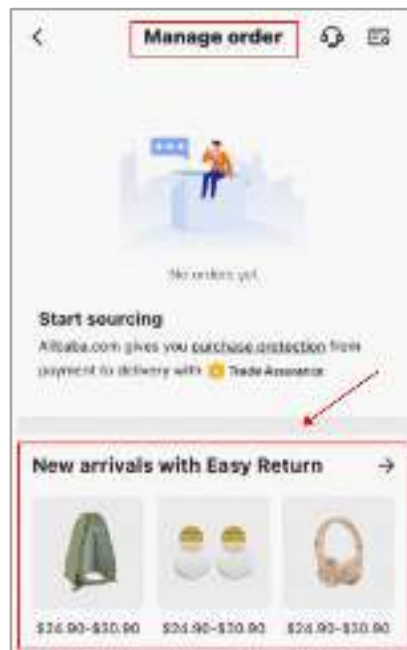 Manage order
No orders yet
Start sourcing
Alibaba.com gives you purchase protection from
payment to delivery with Trade Assurance
New arrivals with Easy Return
$24.90-$30.90 $24.90-$30.90 $24.90-$30.90